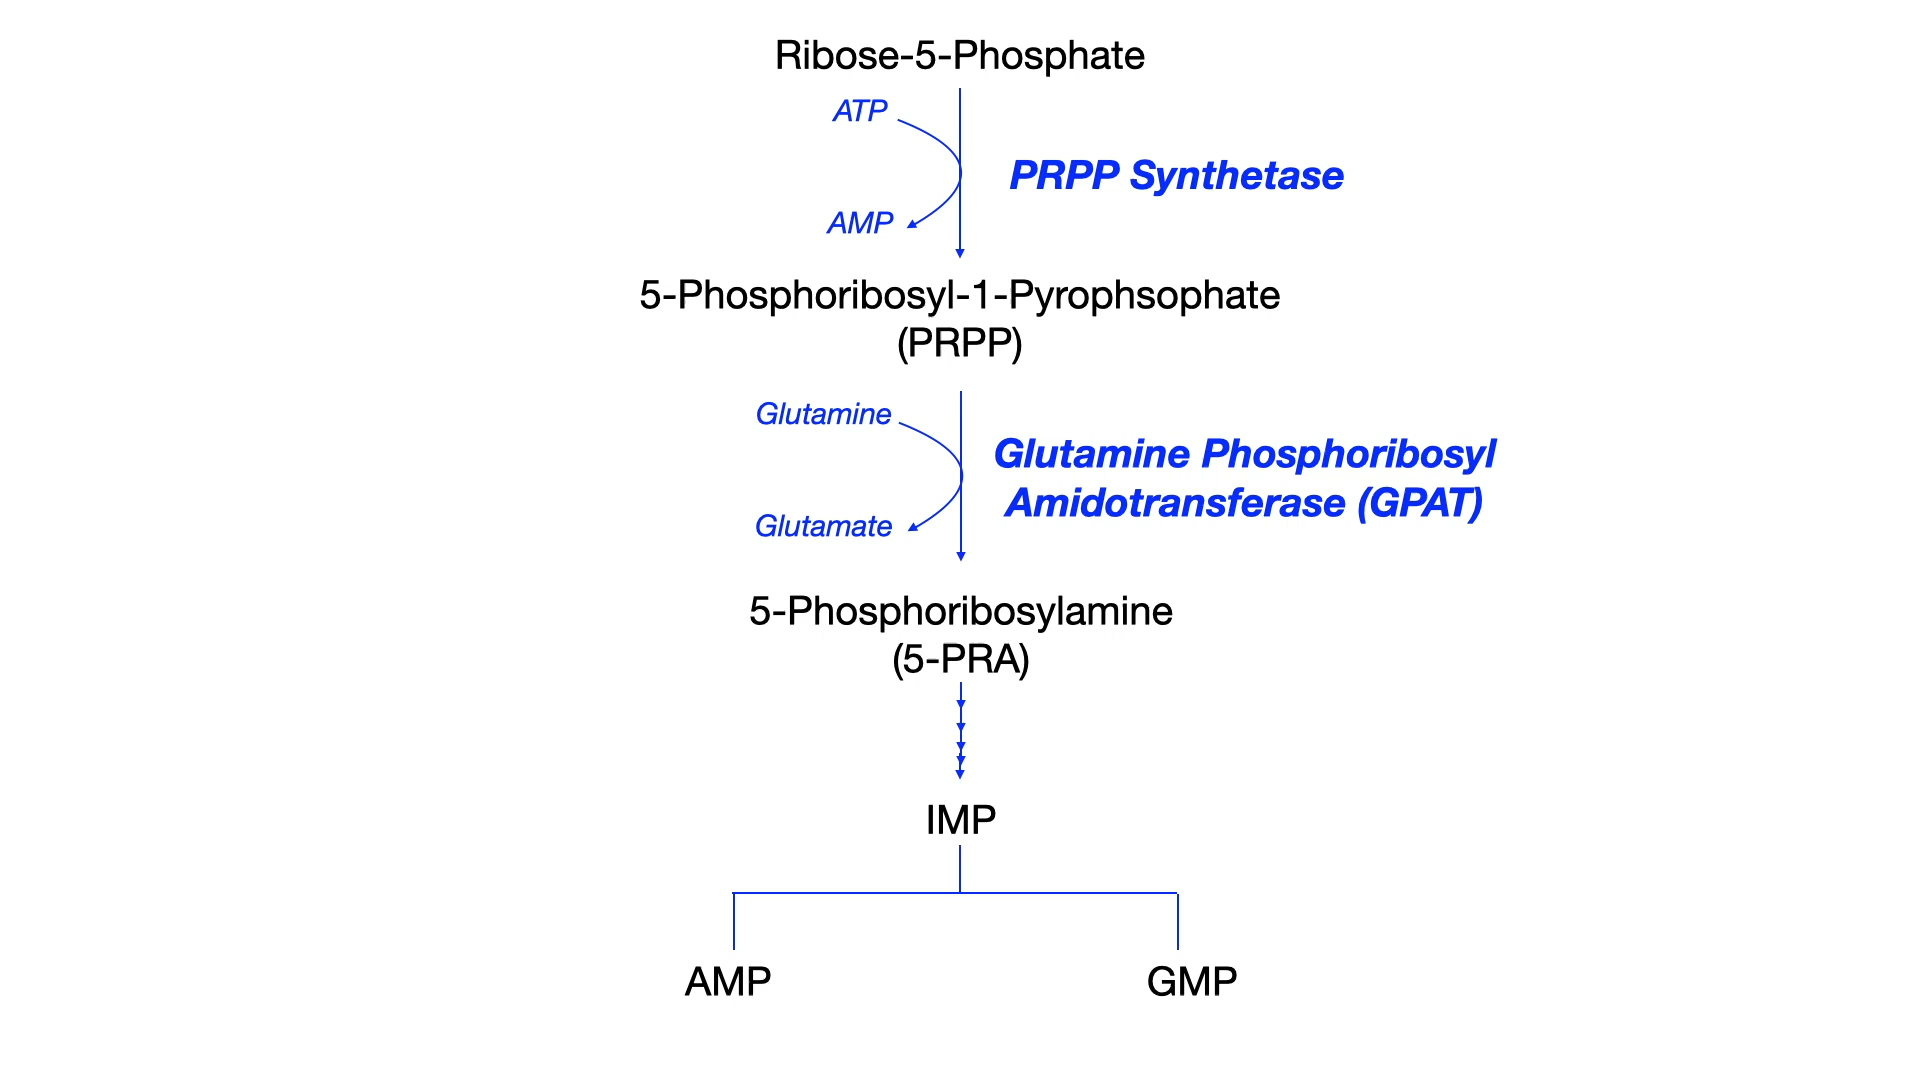 Ribose-5-Phosphate
ATP
PRPP Synthetase
AMP
5-Phosphoribosyl-1-Pyrophsophate
(PRPP)
Glutamine
Glutamine Phosphoribosyl
Amidotransferase (GPAT)
Glutamate
5-Phosphoribosylamine
(5-PRA)
IMP
AMP
GMP